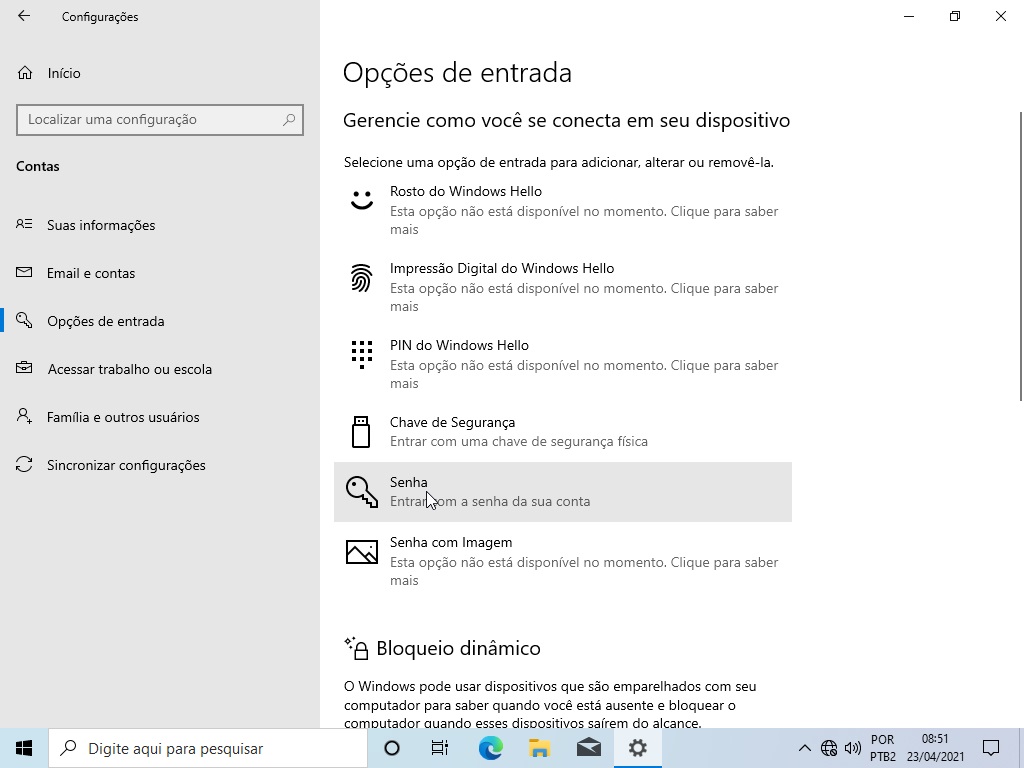 Configurações
Início
Localizar uma configuração
Contas
Suas informações
Email e contas
Opções de entrada
Acessar trabalho ou escola
Família e outros usuários
Sincronizar configurações
Opções de entrada
Gerencie como você se conecta em seu dispositivo
Selecione uma opção de entrada para adicionar, alterar ou removê-la.
Rosto do Windows Hello
Esta opção não está disponível no momento. Clique para saber
mais
Impressão Digital do Windows Hello
Esta opção não está disponível no momento. Clique para saber
mais
PIN do Windows Hello
Esta opção não está disponível no momento. Clique para saber
mais
Chave de Segurança
Entrar com uma chave de segurança física
Senha
Entrar com a senha da sua conta
Senha com Imagem
Esta opção não está disponível no momento. Clique para saber
mais
Bloqueio dinâmico
O Windows pode usar dispositivos que são emparelhados com seu
computador para saber quando você está ausente e bloquear o
computador quando esses dispositivos saírem do alcance.
Digite aqui para pesquisar
POR
PTB2
08:51
23/04/2021